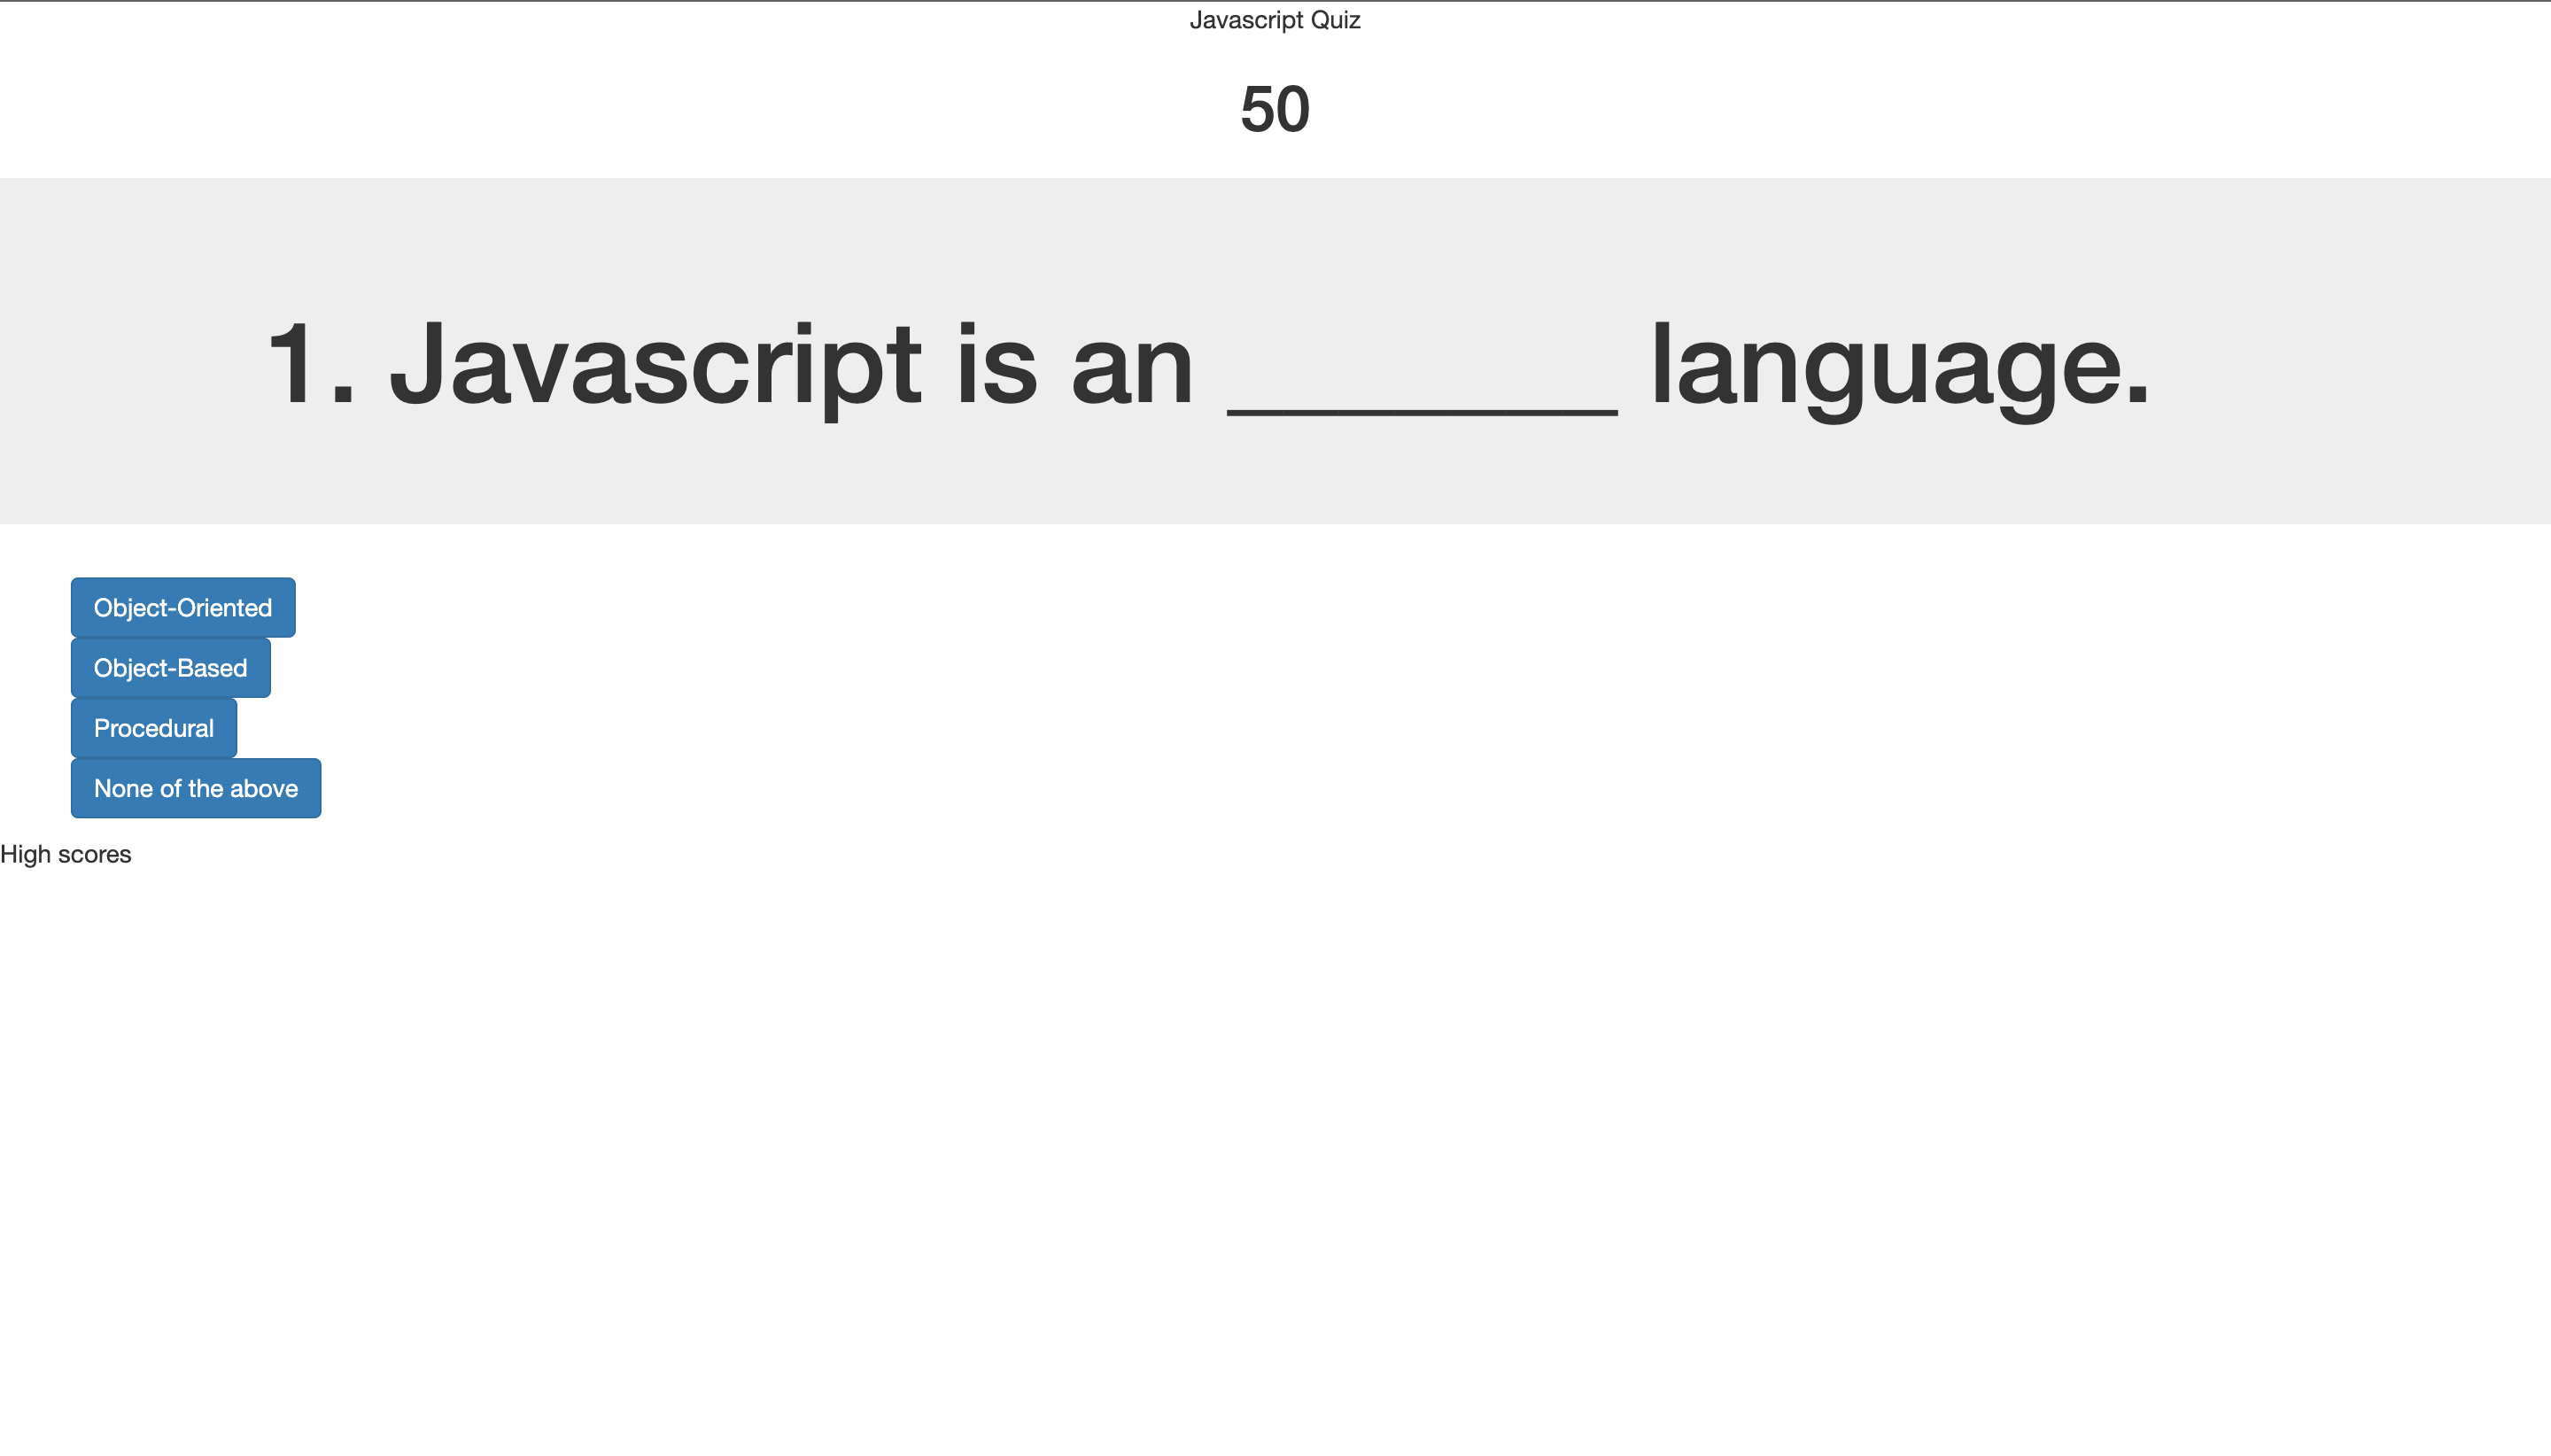 Javascript Quiz
50
1. Javascript is an _______ language.
Object-Oriented
Object-Based
Procedural
None of the above
High scores